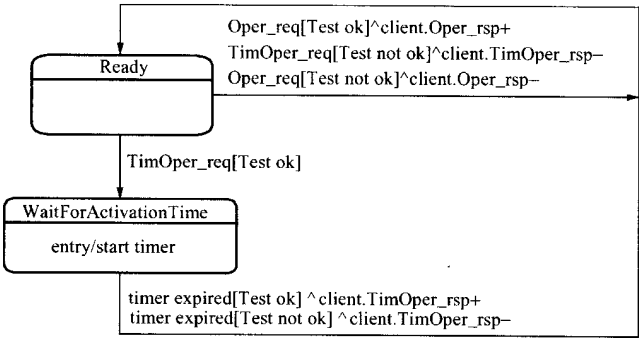 Oper_req[Test ok]^client.Oper_rsp+
TimOper_req[Test not ok]^client.TimOper_rsp−
Oper_req[Test not ok]^client.Oper_rsp−
Ready
TimOper_req[Test ok]
WaitForActivationTime
entry/start timer
timer expired[Test ok] ^client.TimOper_rsp+
timer expired[Test not ok] ^client.TimOper_rsp−